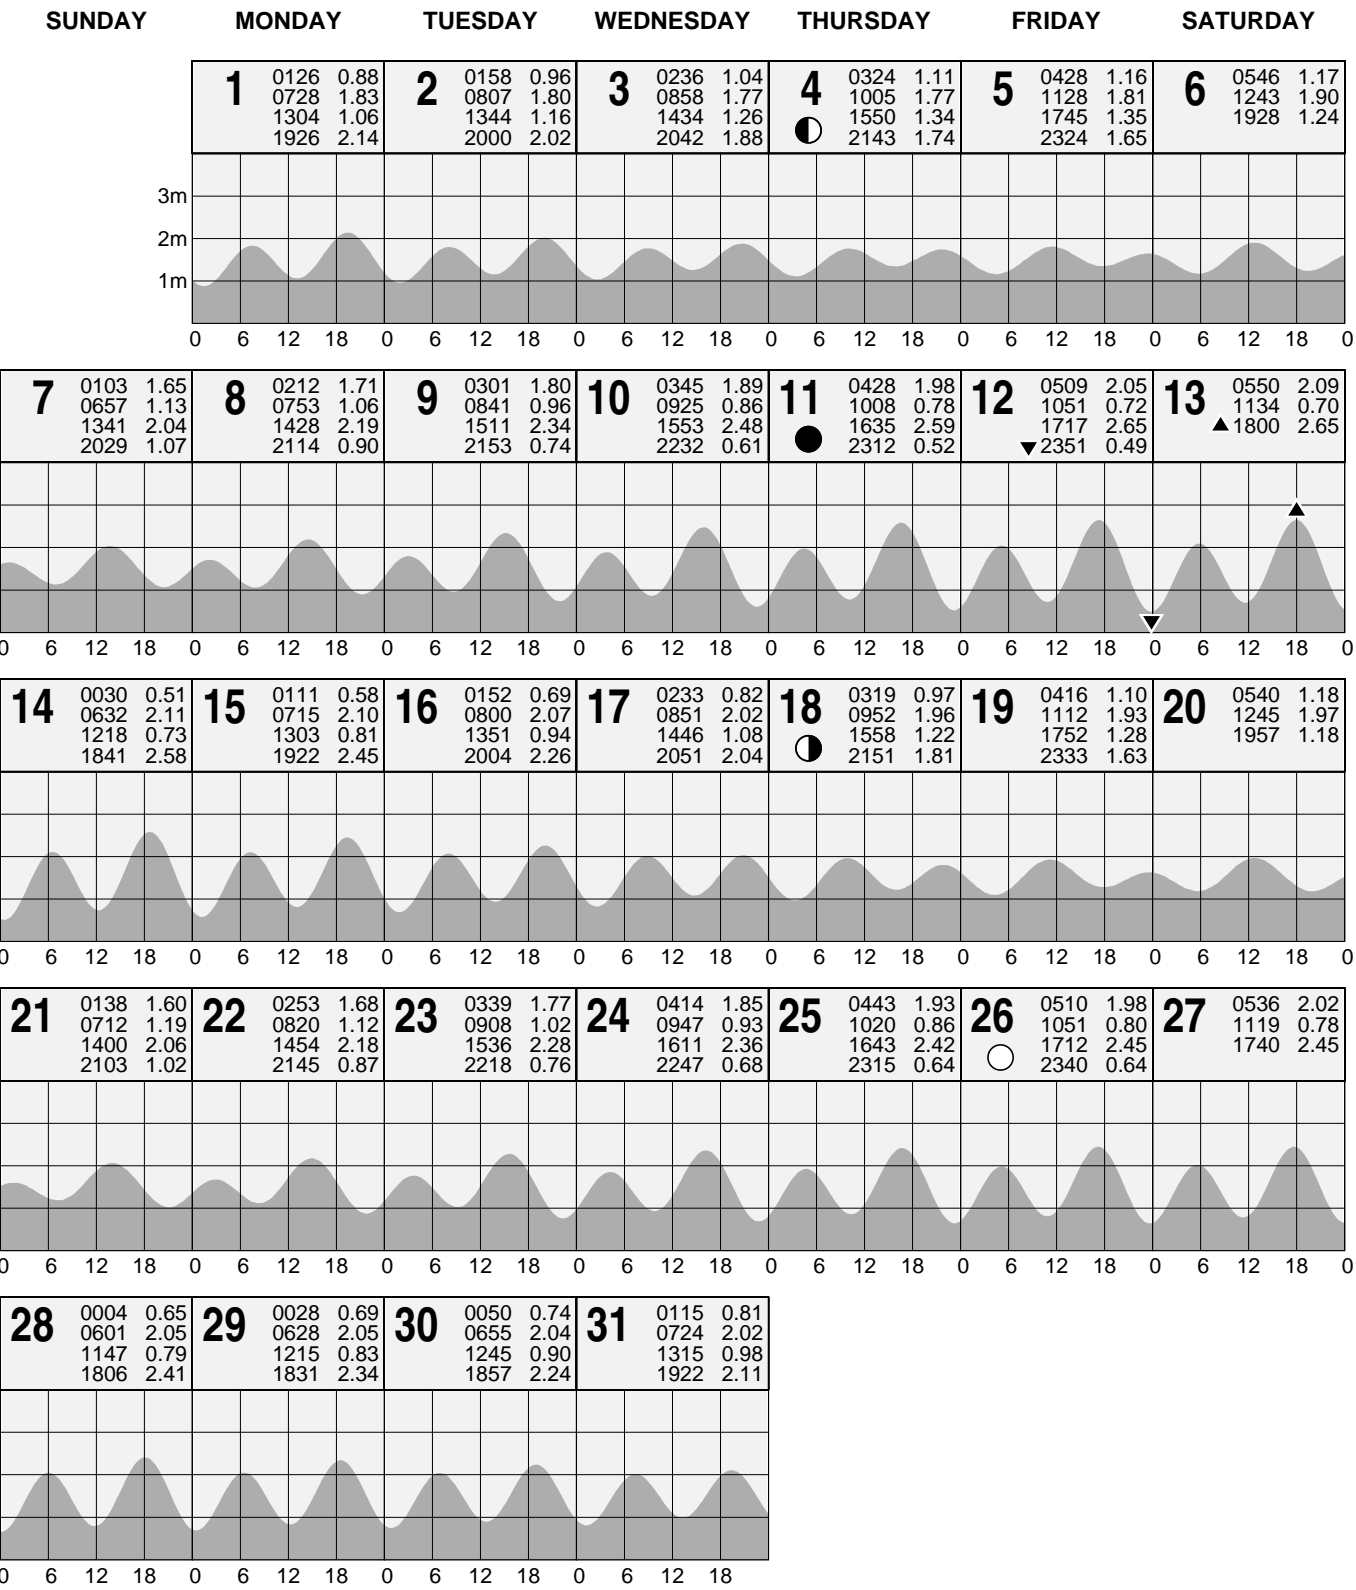 SUNDAY MONDAY TUESDAY WEDNESDAY THURSDAY FRIDAY SATURDAY
1 0126 0.88 2 0158 0.96 3 0236 1.04 4 0324 1.11 5 0428 1.16 6 0546 1.17
0728 1.83 0807 1.80 0858 1.77 1005 1.77 1128 1.81 1243 1.90
1304 1.06 1344 1.16 1434 1.26 1550 1.34 1745 1.35 1928 1.24
1926 2.14 2000 2.02 2042 1.88 2143 1.74 2324 1.65
3m
2m
1m
0 6 12 18 0 6 12 18 0 6 12 18 0 6 12 18 0 6 12 18 0 6 12 18 0
7 0103 1.65 8 0212 1.71 9 0301 1.80 10 0345 1.89 11 0428 1.98 12 0509 2.05 13 0550 2.09
0657 1.13 0753 1.06 0841 0.96 0925 0.86 1008 0.78 1051 0.72 1134 0.70
1341 2.04 1428 2.19 1511 2.34 1553 2.48 1635 2.59 1717 2.65 1800 2.65
2029 1.07 2114 0.90 2153 0.74 2232 0.61 2312 0.52 2351 0.49
0 6 12 18 0 6 12 18 0 6 12 18 0 6 12 18 0 6 12 18 0 6 12 18 0 6 12 18 0
14 0030 0.51 15 0111 0.58 16 0152 0.69 17 0233 0.82 18 0319 0.97 19 0416 1.10 20 0540 1.18
0632 2.11 0715 2.10 0800 2.07 0851 2.02 0952 1.96 1112 1.93 1245 1.97
1218 0.73 1303 0.81 1351 0.94 1446 1.08 1558 1.22 1752 1.28 1957 1.18
1841 2.58 1922 2.45 2004 2.26 2051 2.04 2151 1.81 2333 1.63
0 6 12 18 0 6 12 18 0 6 12 18 0 6 12 18 0 6 12 18 0 6 12 18 0 6 12 18 0
21 0138 1.60 22 0253 1.68 23 0339 1.77 24 0414 1.85 25 0443 1.93 26 0510 1.98 27 0536 2.02
0712 1.19 0820 1.12 0908 1.02 0947 0.93 1020 0.86 1051 0.80 1119 0.78
1400 2.06 1454 2.18 1536 2.28 1611 2.36 1643 2.42 1712 2.45 1740 2.45
2103 1.02 2145 0.87 2218 0.76 2247 0.68 2315 0.64 2340 0.64
0 6 12 18 0 6 12 18 0 6 12 18 0 6 12 18 0 6 12 18 0 6 12 18 0 6 12 18 0
28 0004 0.65 29 0028 0.69 30 0050 0.74 31 0115 0.81
0601 2.05 0628 2.05 0655 2.04 0724 2.02
1147 0.79 1215 0.83 1245 0.90 1315 0.98
1806 2.41 1831 2.34 1857 2.24 1922 2.11
0 6 12 18 0 6 12 18 0 6 12 18 0 6 12 18